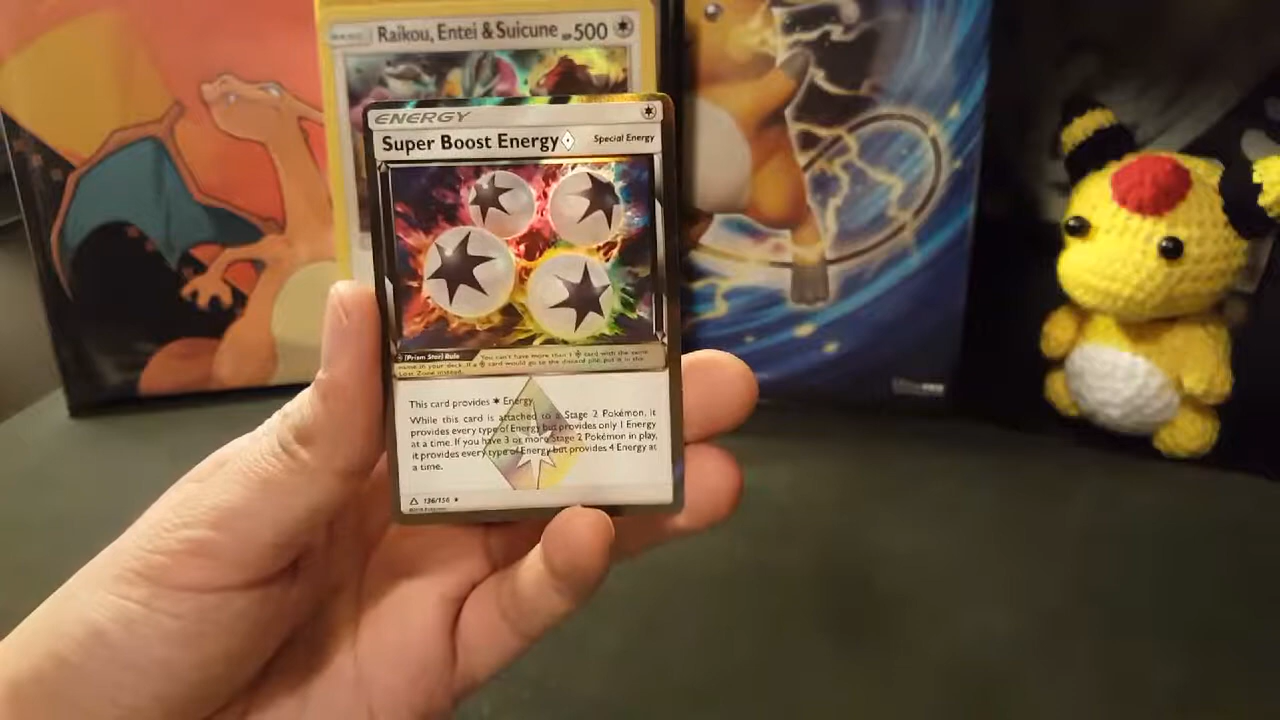 Raikou, Entei & Suicune HP500
ENERGY
Super Boost Energy Special Energy
(Prism Star) Rule You can't have more than 1 card with the same
name in your deck. If a card would go to the discard pile, put it in the
Lost Zone instead.
This card provides Energy
While this card is attached to a Stage 2 Pokémon, it
provides every type of Energy but provides only 1 Energy
at a time. If you have 3 or more Stage 2 Pokémon in play,
it provides every type of Energy but provides 4 Energy at
a time.
136/156